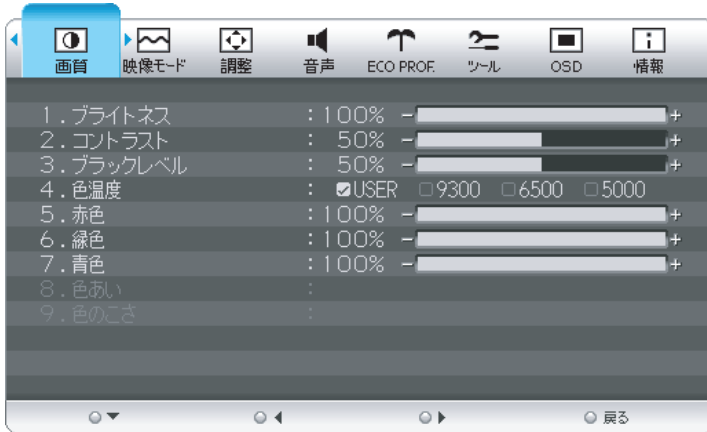 画質 映像モード 調整 音声 ECO PROF. ツール OSD 情報
1.ブライトネス :100% - +
2.コントラスト : 50% - +
3.ブラックレベル : 50% - +
4.色温度 : USER 9300 6500 5000
5.赤色 :100% - +
6.緑色 :100% - +
7.青色 :100% - +
8.色あい :
9.色のこさ :
戻る